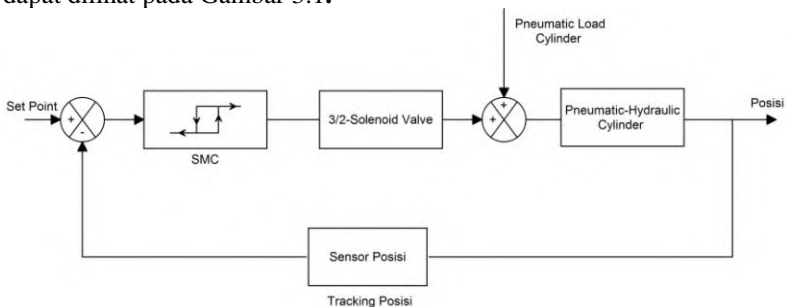 dapat dilihat pada Gambar 3.1.
Pneumatic Load
Cylinder
Set Point
+
-
SMC
3/2-Solenoid Valve
+
+
Pneumatic-Hydraulic
Cylinder
Posisi
Sensor Posisi
Tracking Posisi